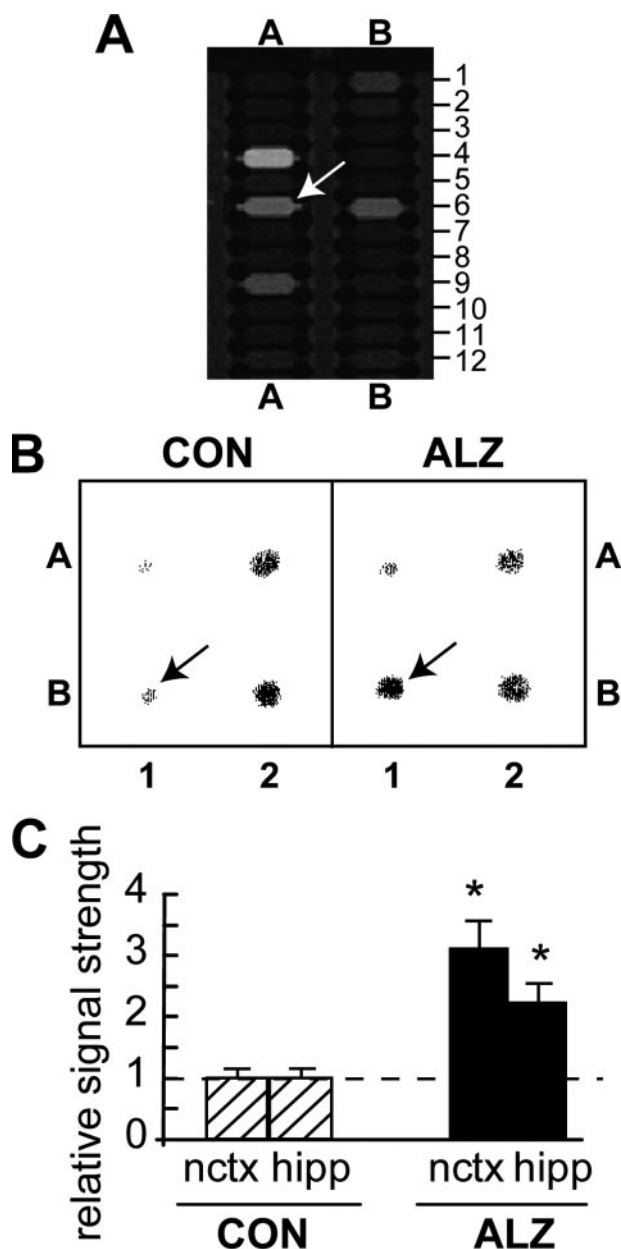 A
A B
1
2
3
4
5
6
7
8
9
10
11
12
A B
B
CON ALZ
A A
B B
1 2 1 2
C
relative signal strength
4
3
2
1
0
* *
nctx hipp nctx hipp
CON ALZ